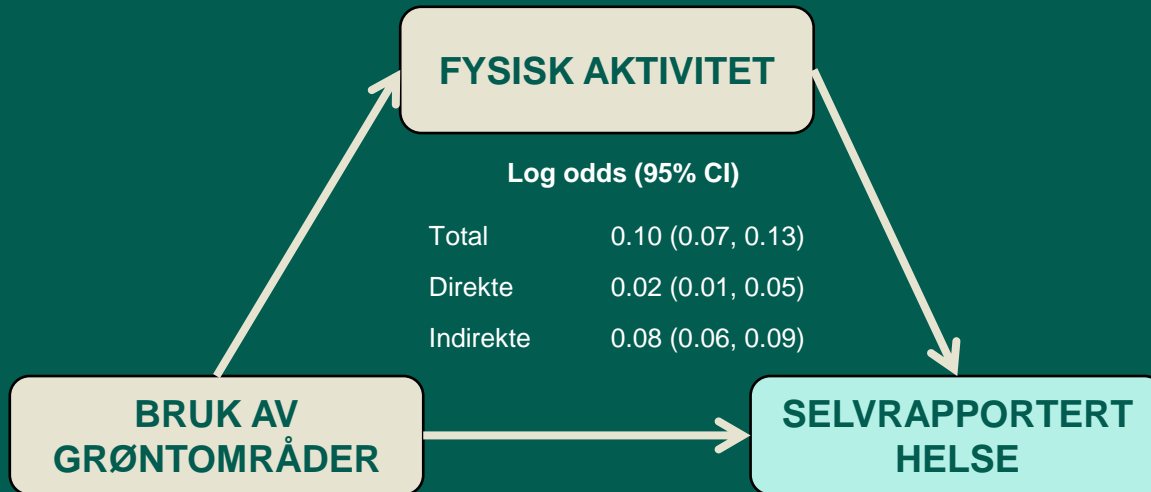 FYSISK AKTIVITET
Log odds (95% CI)
Total 0.10 (0.07, 0.13)
Direkte 0.02 (0.01, 0.05)
Indirekte 0.08 (0.06, 0.09)
BRUK AV
GRØNTOMRÅDER
SELVRAPPORTERT
HELSE